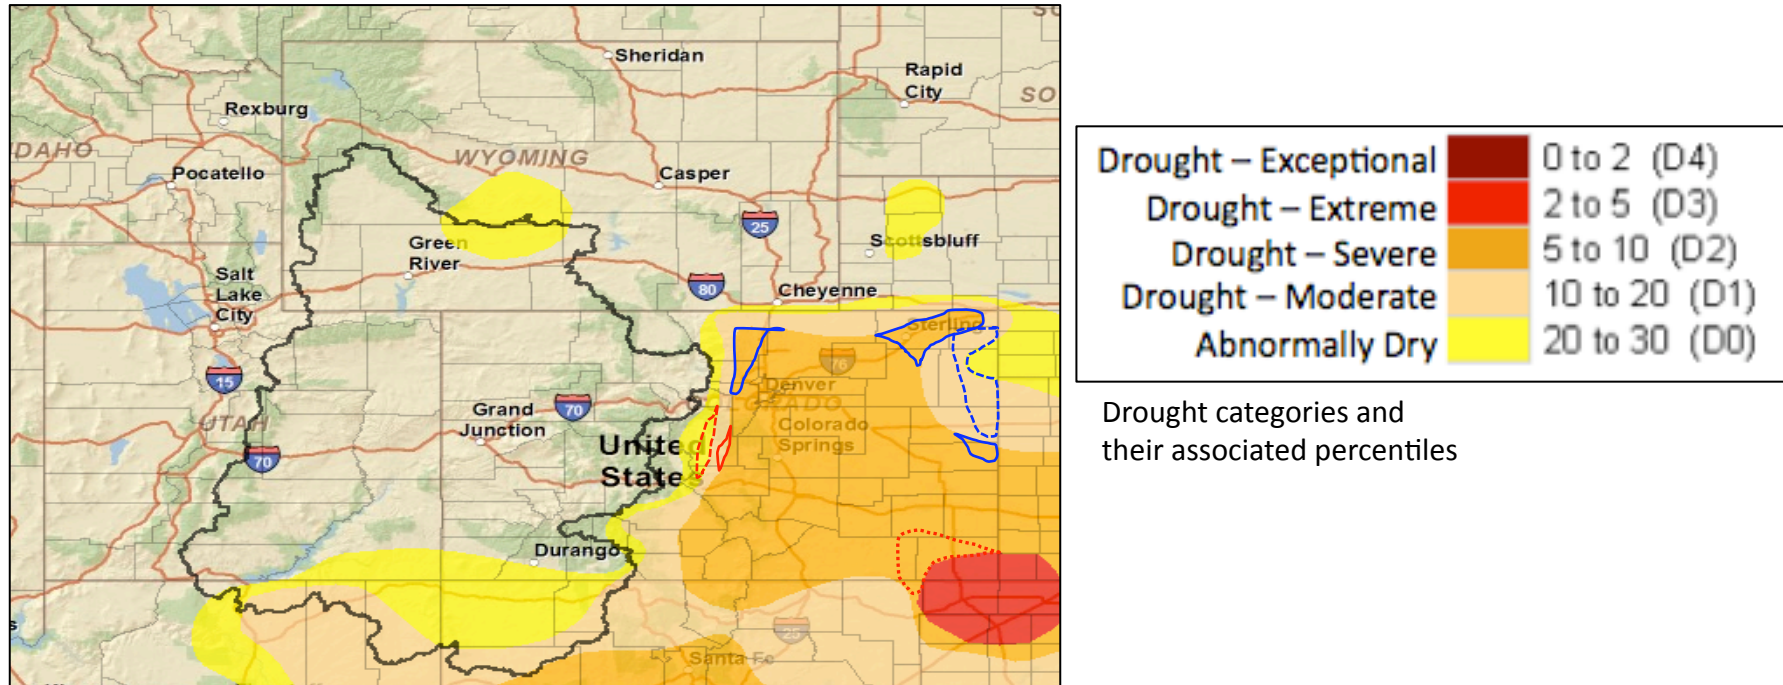 SO
Sheridan
Rapid
City
SO
Rexburg
IDAHO
WYOMING
Pocatello
Casper
25
Green
River
Scottsbluff
Salt
Lake
City
80
Cheyenne
Sterling
76
15
Denver
COLORADO
Grand
Junction
70
UTAH
Colorado
Springs
70
United
States
Durango
25
Santa Fe
s
Drought – Exceptional 0 to 2 (D4)
Drought – Extreme 2 to 5 (D3)
Drought – Severe 5 to 10 (D2)
Drought – Moderate 10 to 20 (D1)
Abnormally Dry 20 to 30 (D0)
Drought categories and
their associated percentiles